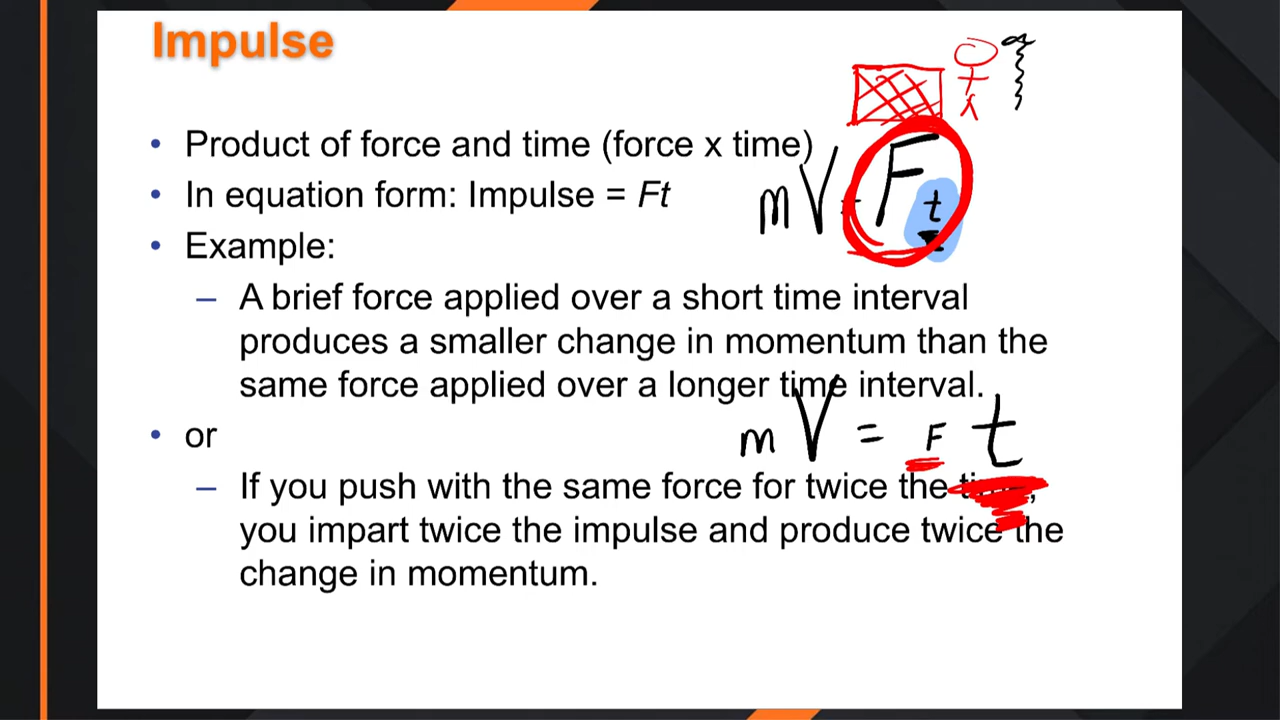 Impulse
• Product of force and time (force x time)
• In equation form: Impulse = Ft
mV = Ft
• Example:
– A brief force applied over a short time interval
produces a smaller change in momentum than the
same force applied over a longer time interval.
• or
mV = Ft
– If you push with the same force for twice the time,
you impart twice the impulse and produce twice the
change in momentum.